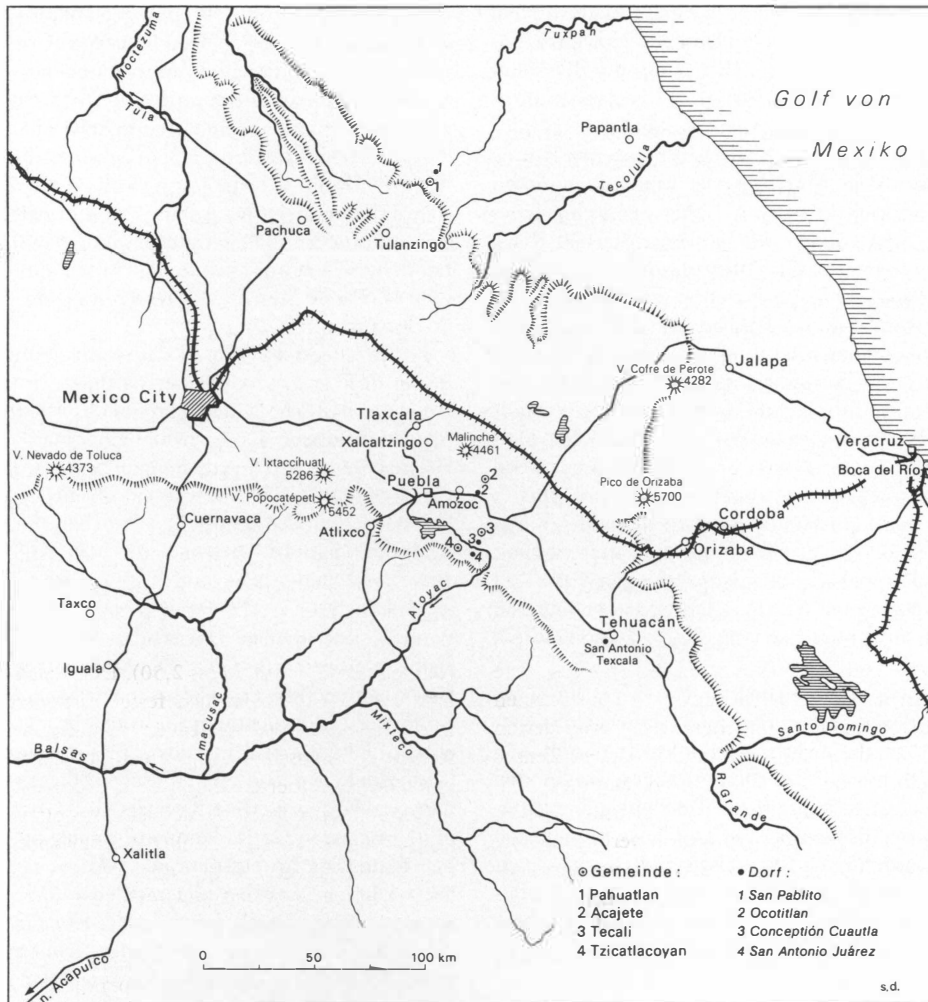 Moctezuma
Tuxpan
Golf von
Mexiko
Tula
Papantla
Tecolutla
1
Pachuca
Tulanzingo
Jalapa
V. Cofre de Perote
4282
Mexico City
Tlaxcala
Xalcaltzingo
Malinche
4461
Veracruz
Boca del Río
V. Nevado de Toluca
4373
V. Ixtaccihuatl
5286
Puebla
2
2
Amozoc
Pico de Orizaba
5700
V. Popocatépetl
5452
Cuernavaca
Atlixco
3
3
4
4
Cordoba
Orizaba
Atoyac
Taxco
Tehuacán
San Antonio
Texcala
Iguala
Amacusac
Mixteco
Santo Domingo
Balsas
R. Grande
Xalitla
Gemeinde :
1 Pahuatlan
2 Acajete
3 Tecali
4 Tzicatlacoyan
Dorf :
1 San Pablito
2 Ocotitlan
3 Conceptión Cuautla
4 San Antonio Juárez
0 50 100 km
n. Acapulco
s.d.